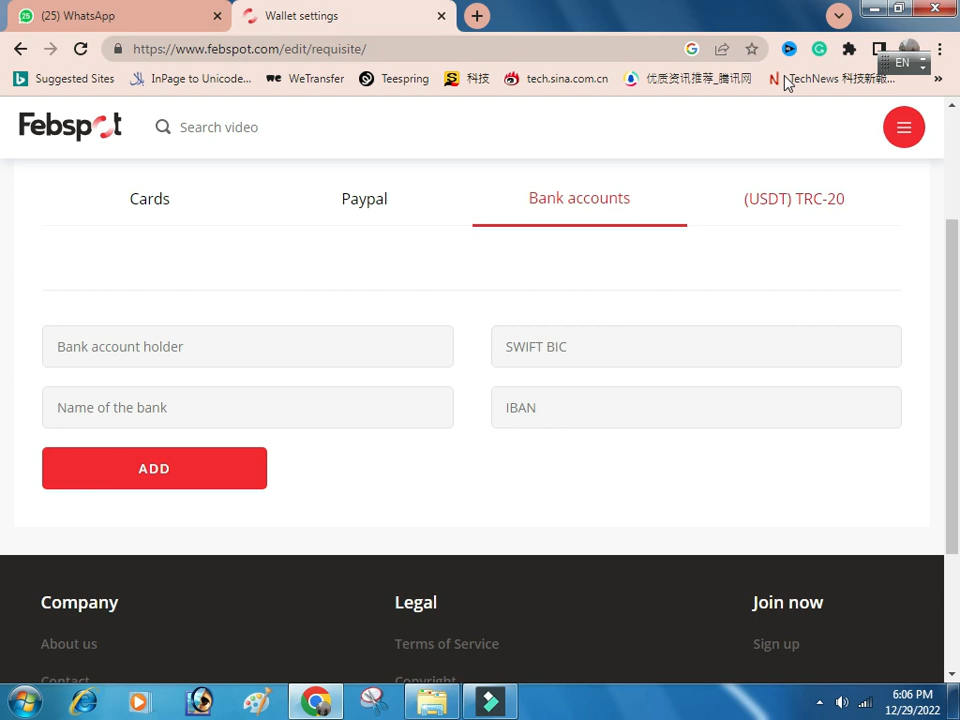 (25) WhatsApp
Wallet settings
https://www.febspot.com/edit/requisite/
Suggested Sites
InPage to Unicode...
WeTransfer
Teespring
科技
tech.sina.com.cn
优质资讯推荐_腾讯网
TechNews 科技新報...
»
EN
Febspot
Search video
Cards
Paypal
Bank accounts
(USDT) TRC-20
Bank account holder
SWIFT BIC
Name of the bank
IBAN
ADD
Company
Legal
Join now
About us
Terms of Service
Sign up
Contact
Copyright
6:06 PM
12/29/2022